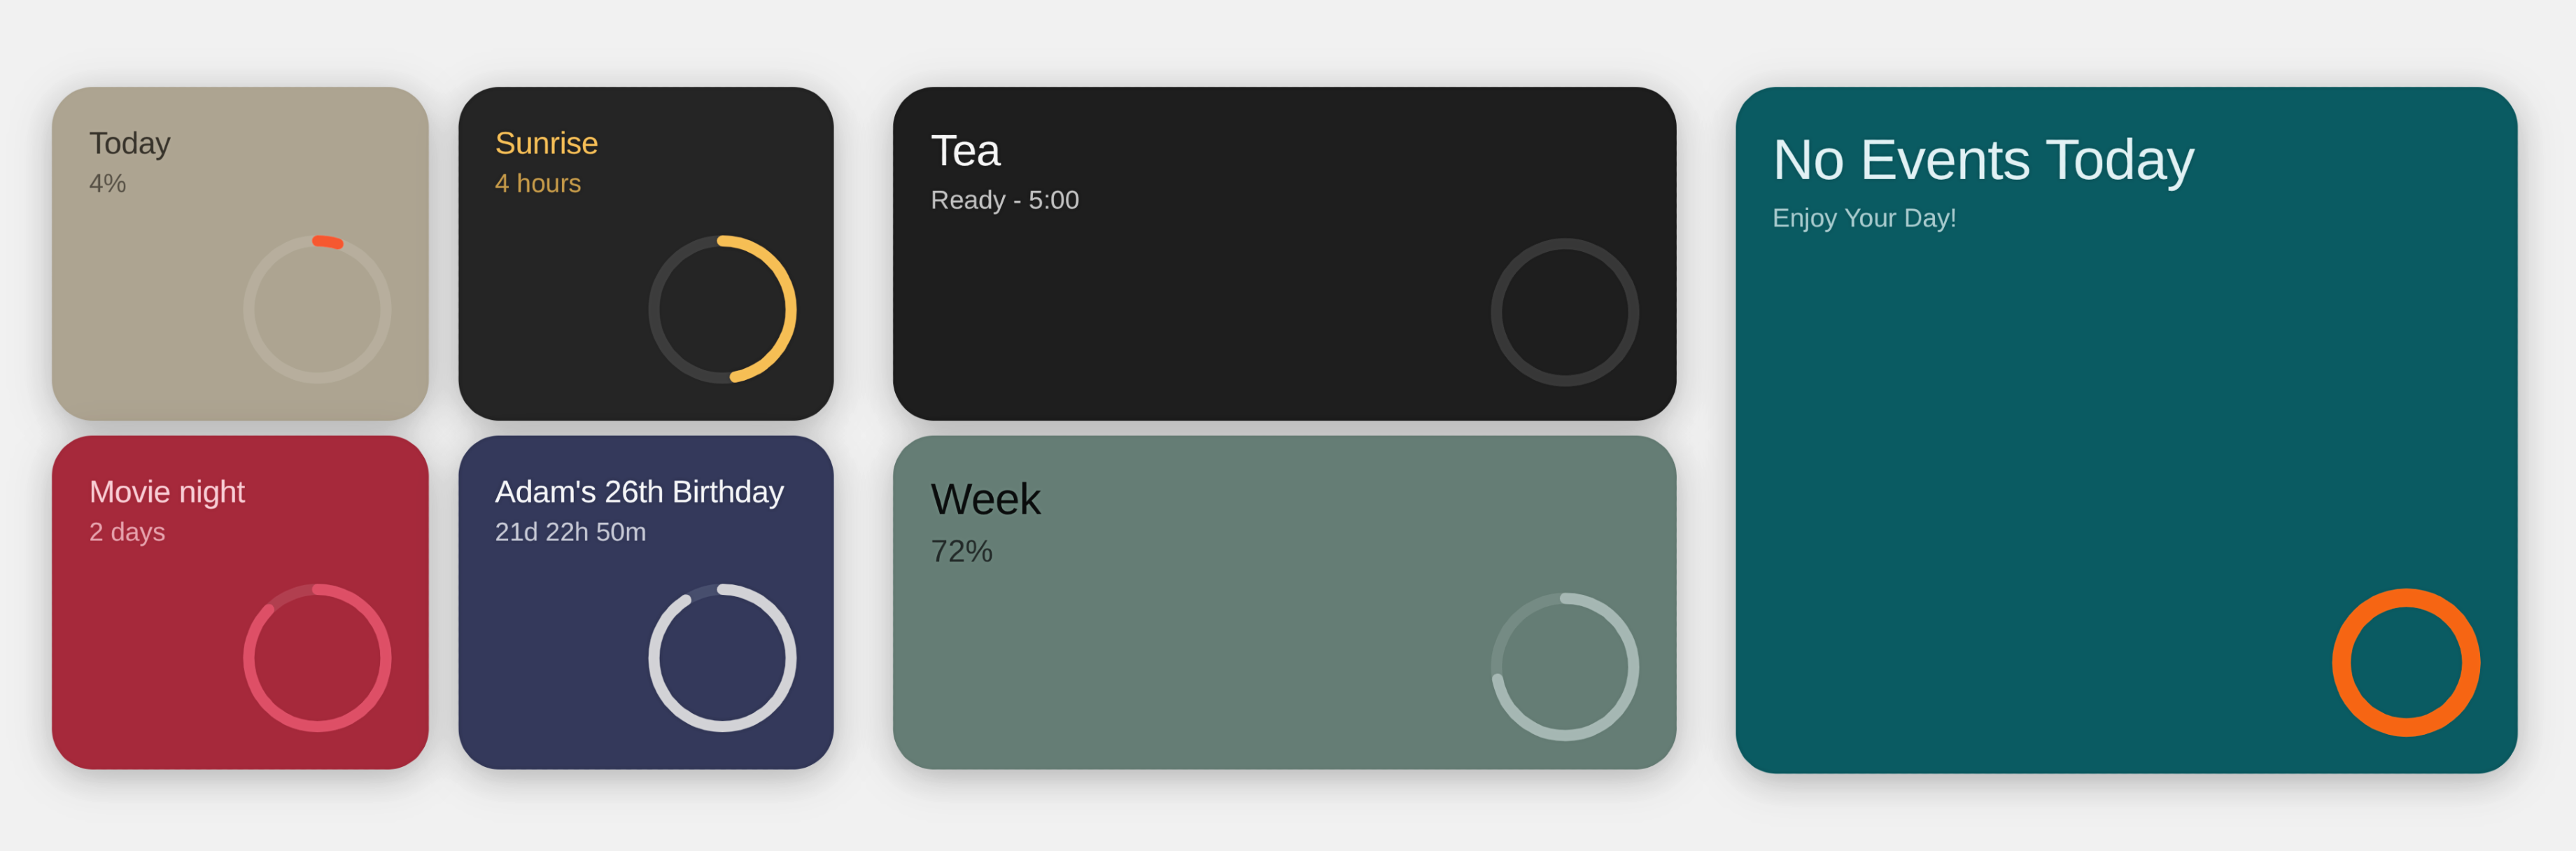 Today
4%
Sunrise
4 hours
Movie night
2 days
Adam's 26th Birthday
21d 22h 50m
Tea
Ready - 5:00
Week
72%
No Events Today
Enjoy Your Day!